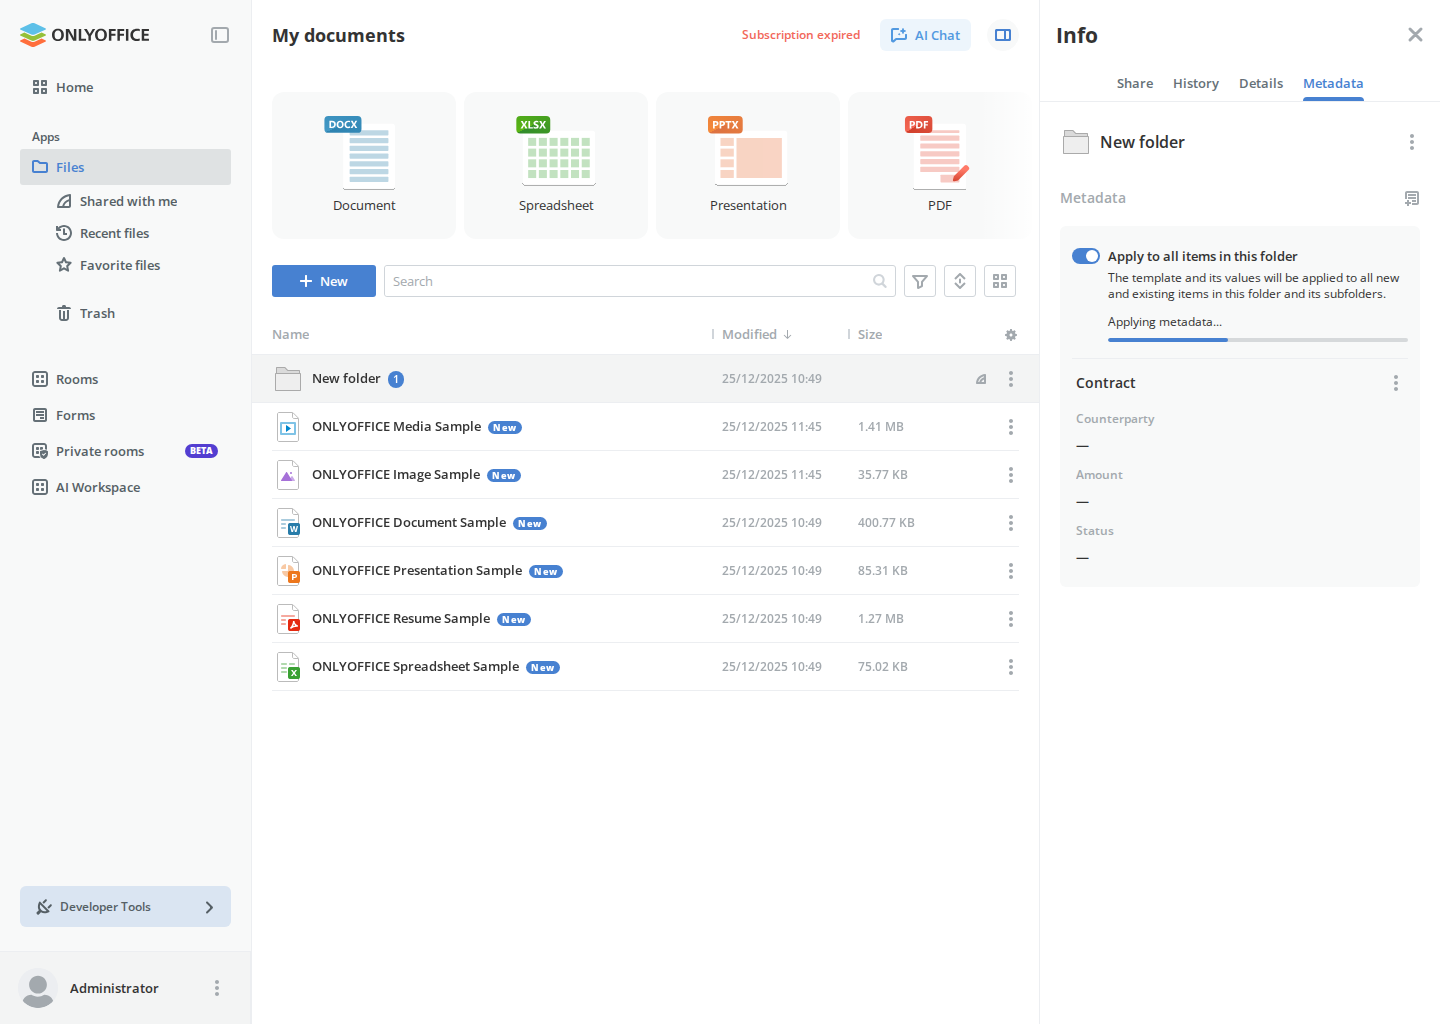 ONLYOFFICE
Home
Apps
Files
Shared with me
Recent files
Favorite files
Trash
Rooms
Forms
Private rooms BETA
AI Workspace
Developer Tools
Administrator
My documents
Subscription expired
AI Chat
DOCX
Document
XLSX
Spreadsheet
PPTX
Presentation
PDF
PDF
New
Search
Name Modified Size
New folder 1 25/12/2025 10:49
ONLYOFFICE Media Sample New 25/12/2025 11:45 1.41 MB
ONLYOFFICE Image Sample New 25/12/2025 11:45 35.77 KB
W
ONLYOFFICE Document Sample New 25/12/2025 10:49 400.77 KB
P
ONLYOFFICE Presentation Sample New 25/12/2025 10:49 85.31 KB
ONLYOFFICE Resume Sample New 25/12/2025 10:49 1.27 MB
X
ONLYOFFICE Spreadsheet Sample New 25/12/2025 10:49 75.02 KB
Info
Share History Details Metadata
New folder
Metadata
Apply to all items in this folder
The template and its values will be applied to all new
and existing items in this folder and its subfolders.
Applying metadata...
Contract
Counterparty
—
Amount
—
Status
—